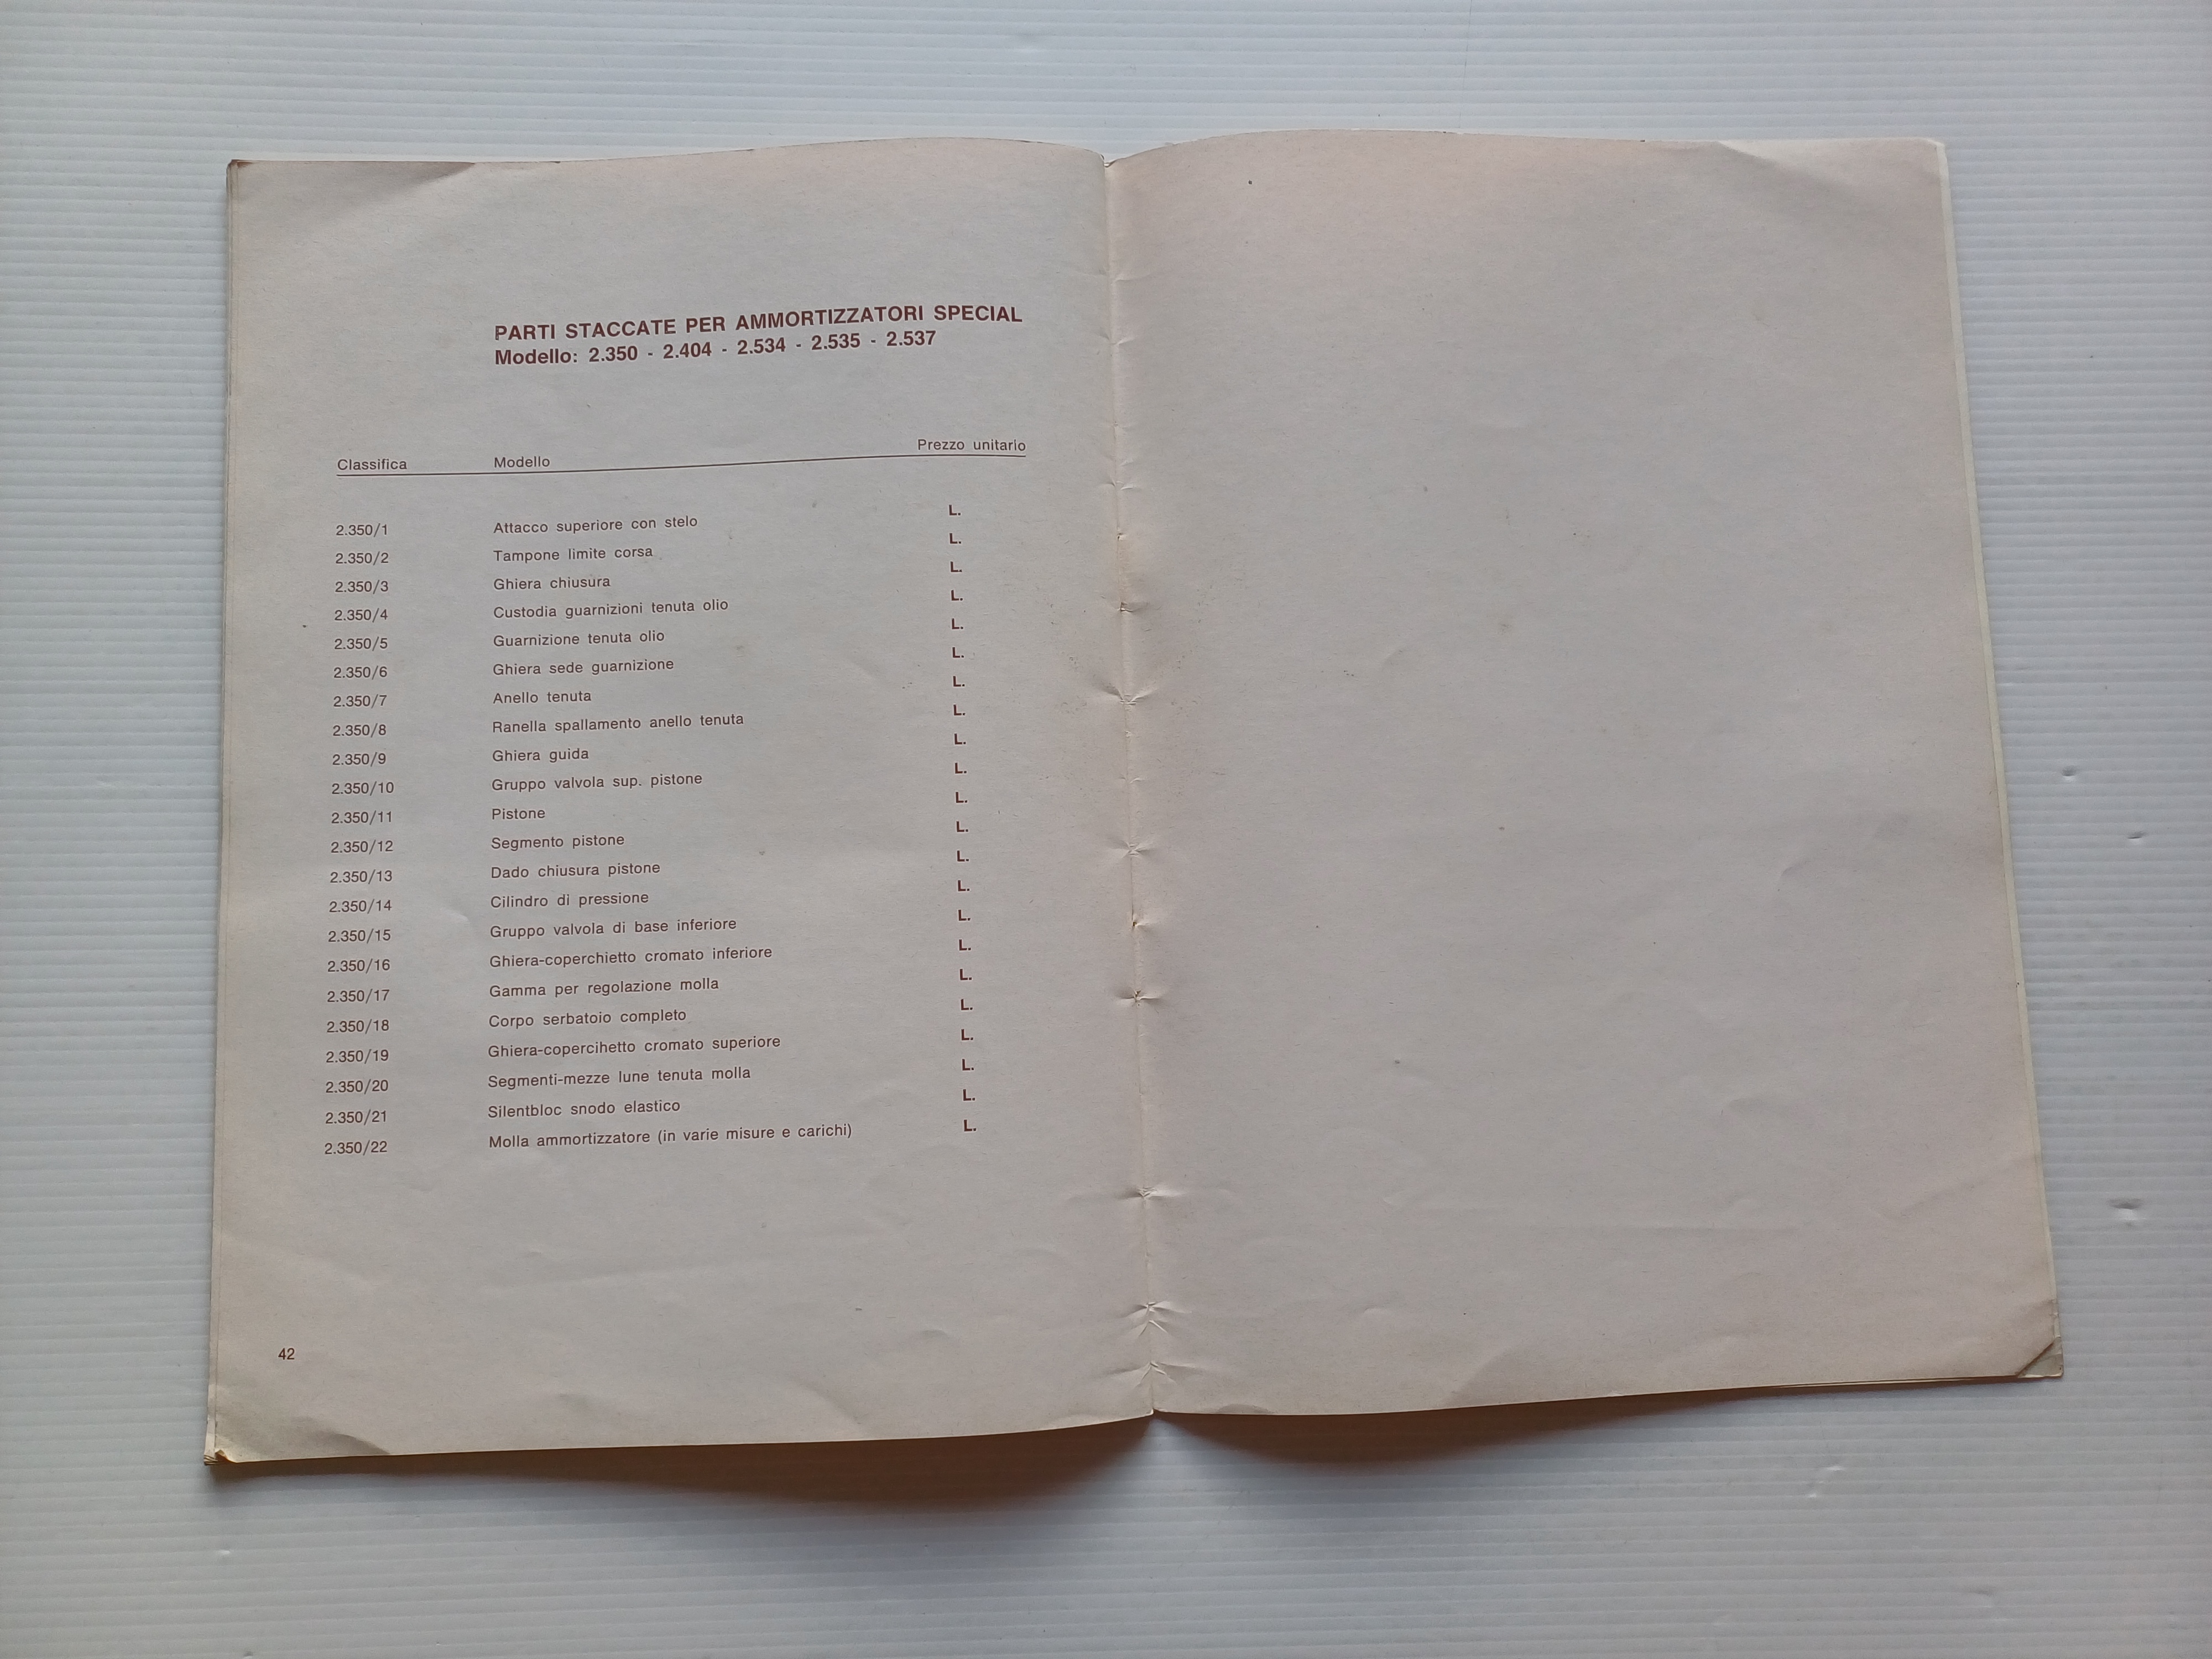 PARTI STACCATE PER AMMORTIZZATORI SPECIAL
Modello: 2.350 - 2.404 - 2.534 - 2.535 - 2.537
Classifica Modello Prezzo unitario
2.350/1 Attacco superiore con stelo L.
2.350/2 Tampone limite corsa L.
2.350/3 Ghiera chiusura L.
2.350/4 Custodia guarnizioni tenuta olio L.
2.350/5 Guarnizione tenuta olio L.
2.350/6 Ghiera sede guarnizione L.
2.350/7 Anello tenuta L.
2.350/8 Ranella spallamento anello tenuta L.
2.350/9 Ghiera guida L.
2.350/10 Gruppo valvola sup. pistone L.
2.350/11 Pistone L.
2.350/12 Segmento pistone L.
2.350/13 Dado chiusura pistone L.
2.350/14 Cilindro di pressione L.
2.350/15 Gruppo valvola di base inferiore L.
2.350/16 Ghiera-coperchietto cromato inferiore L.
2.350/17 Gamma per regolazione molla L.
2.350/18 Corpo serbatoio completo L.
2.350/19 Ghiera-copercihetto cromato superiore L.
2.350/20 Segmenti-mezze lune tenuta molla L.
2.350/21 Silentbloc snodo elastico L.
2.350/22 Molla ammortizzatore (in varie misure e carichi) L.
42